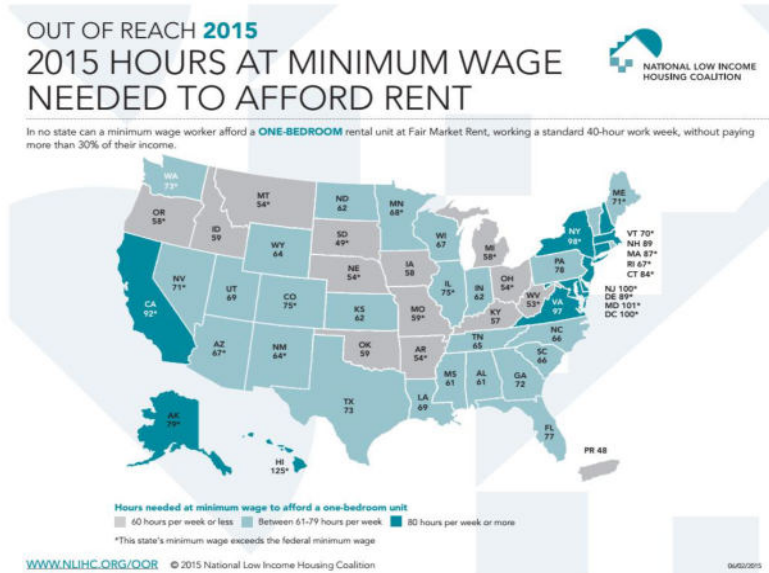 OUT OF REACH 2015
2015 HOURS AT MINIMUM WAGE
NEEDED TO AFFORD RENT
NATIONAL LOW INCOME
HOUSING COALITION
In no state can a minimum wage worker afford a ONE-BEDROOM rental unit at Fair Market Rent, working a standard 40-hour work week, without paying
more than 30% of their income.
WA
73*
OR
58*
ID
59
MT
54*
ND
62
MN
68*
SD
49*
WY
64
WI
67
MI
58*
ME
71*
NY
98*
VT 70*
NH 89
MA 87*
RI 67*
CT 84*
NJ 100*
DE 89*
MD 101*
DC 100*
PA
78
NV
71*
UT
69
CO
75*
NE
54*
IA
58
IL
75*
IN
62
OH
54*
WV
53*
VA
97
CA
92*
KS
62
MO
59*
KY
57
NC
66
TN
65
SC
66
AZ
67*
NM
64*
OK
59
AR
54*
MS
61
AL
61
GA
72
TX
73
LA
69
FL
77
AK
79*
HI
125*
PR 48
Hours needed at minimum wage to afford a one-bedroom unit
60 hours per week or less
Between 61-79 hours per week
80 hours per week or more
*This state's minimum wage exceeds the federal minimum wage
WWW.NLIHC.ORG/OOR © 2015 National Low Income Housing Coalition
06/02/2015